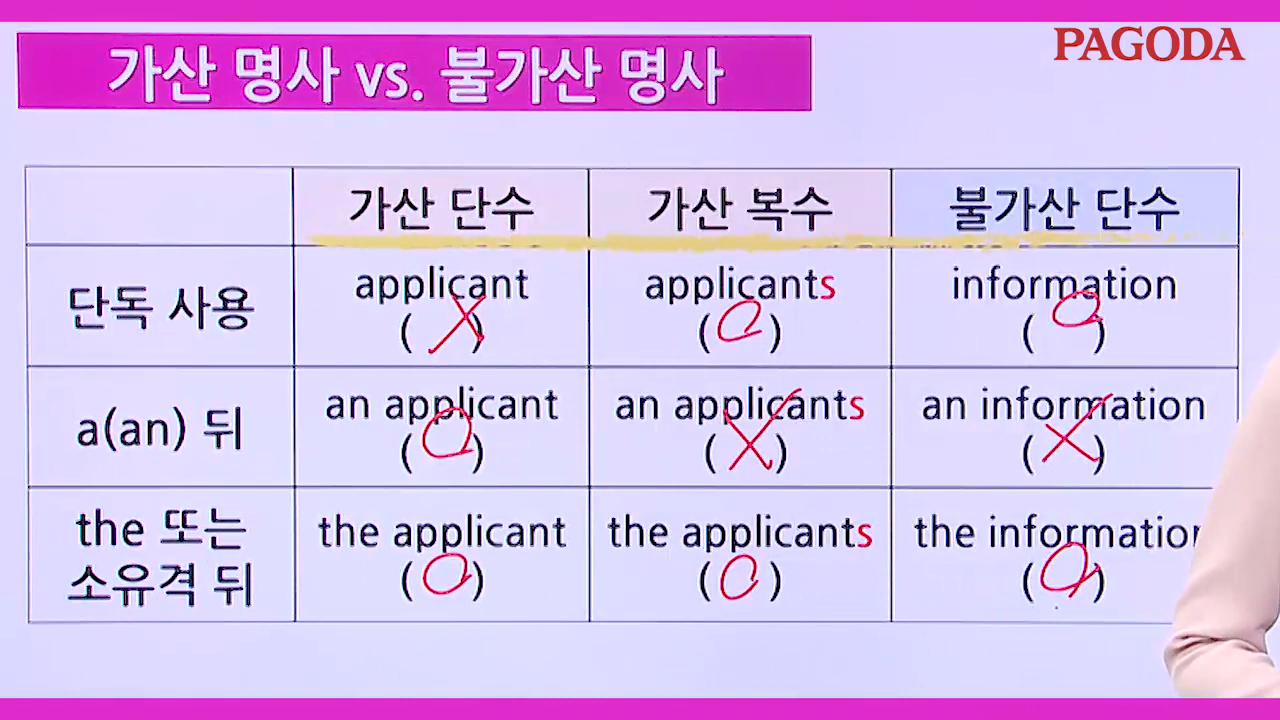 PAGODA
가산 명사 vs. 불가산 명사
가산 단수 가산 복수 불가산 단수
단독 사용
applicant applicants information
( X ) ( O ) ( O )
a(an) 뒤
an applicant an applicants an information
( O ) ( X ) ( X )
the 또는
소유격 뒤
the applicant the applicants the information
( O ) ( O ) ( O )